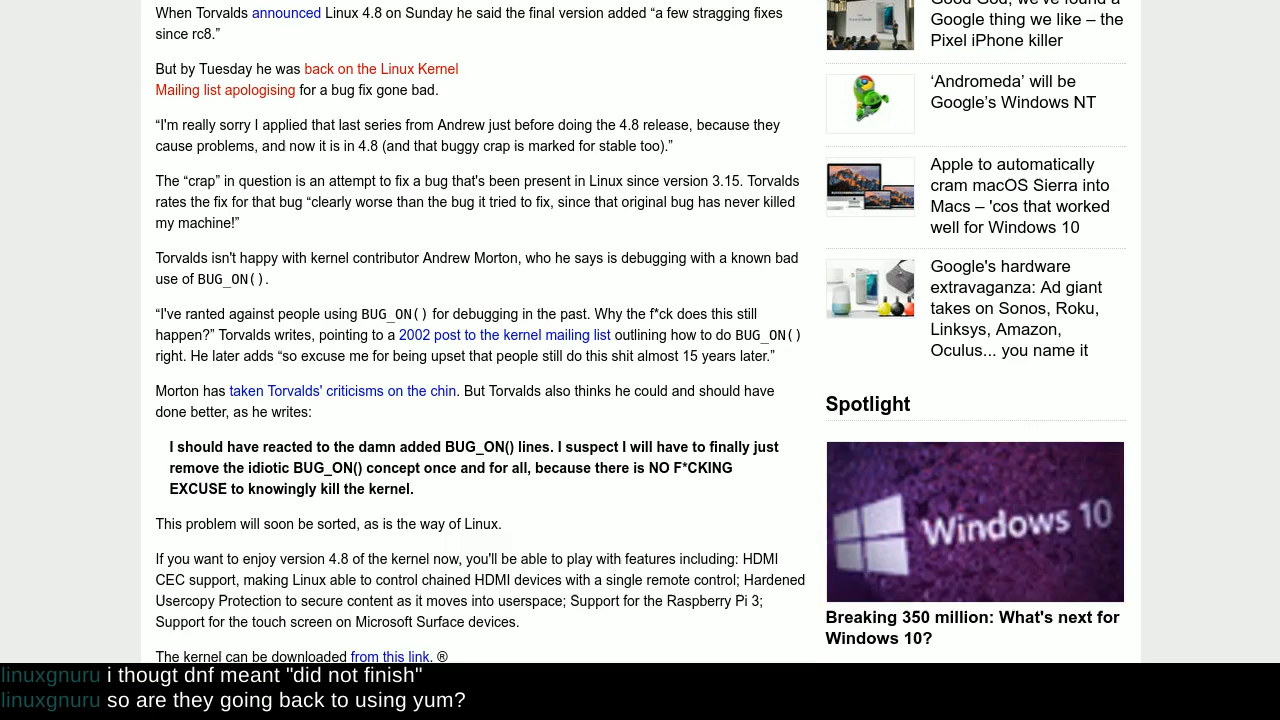 When Torvalds announced Linux 4.8 on Sunday he said the final version added “a few stragging fixes
since rc8.”
But by Tuesday he was back on the Linux Kernel
Mailing list apologising for a bug fix gone bad.
“I'm really sorry I applied that last series from Andrew just before doing the 4.8 release, because they
cause problems, and now it is in 4.8 (and that buggy crap is marked for stable too).”
The “crap” in question is an attempt to fix a bug that's been present in Linux since version 3.15. Torvalds
rates the fix for that bug “clearly worse than the bug it tried to fix, since that original bug has never killed
my machine!”
Torvalds isn't happy with kernel contributor Andrew Morton, who he says is debugging with a known bad
use of BUG_ON().
“I've ranted against people using BUG_ON() for debugging in the past. Why the f*ck does this still
happen?” Torvalds writes, pointing to a 2002 post to the kernel mailing list outlining how to do BUG_ON()
right. He later adds “so excuse me for being upset that people still do this shit almost 15 years later.”
Morton has taken Torvalds' criticisms on the chin. But Torvalds also thinks he could and should have
done better, as he writes:
I should have reacted to the damn added BUG_ON() lines. I suspect I will have to finally just
remove the idiotic BUG_ON() concept once and for all, because there is NO F*CKING
EXCUSE to knowingly kill the kernel.
This problem will soon be sorted, as is the way of Linux.
If you want to enjoy version 4.8 of the kernel now, you'll be able to play with features including: HDMI
CEC support, making Linux able to control chained HDMI devices with a single remote control; Hardened
Usercopy Protection to secure content as it moves into userspace; Support for the Raspberry Pi 3;
Support for the touch screen on Microsoft Surface devices.
The kernel can be downloaded from this link. ®
Good God, we've found a
Google thing we like – the
Pixel iPhone killer
‘Andromeda’ will be
Google's Windows NT
Apple to automatically
cram macOS Sierra into
Macs – 'cos that worked
well for Windows 10
Google's hardware
extravaganza: Ad giant
takes on Sonos, Roku,
Linksys, Amazon,
Oculus... you name it
Spotlight
Windows 10
Breaking 350 million: What's next for
Windows 10?
linuxgnuru i thougt dnf meant "did not finish"
linuxgnuru so are they going back to using yum?